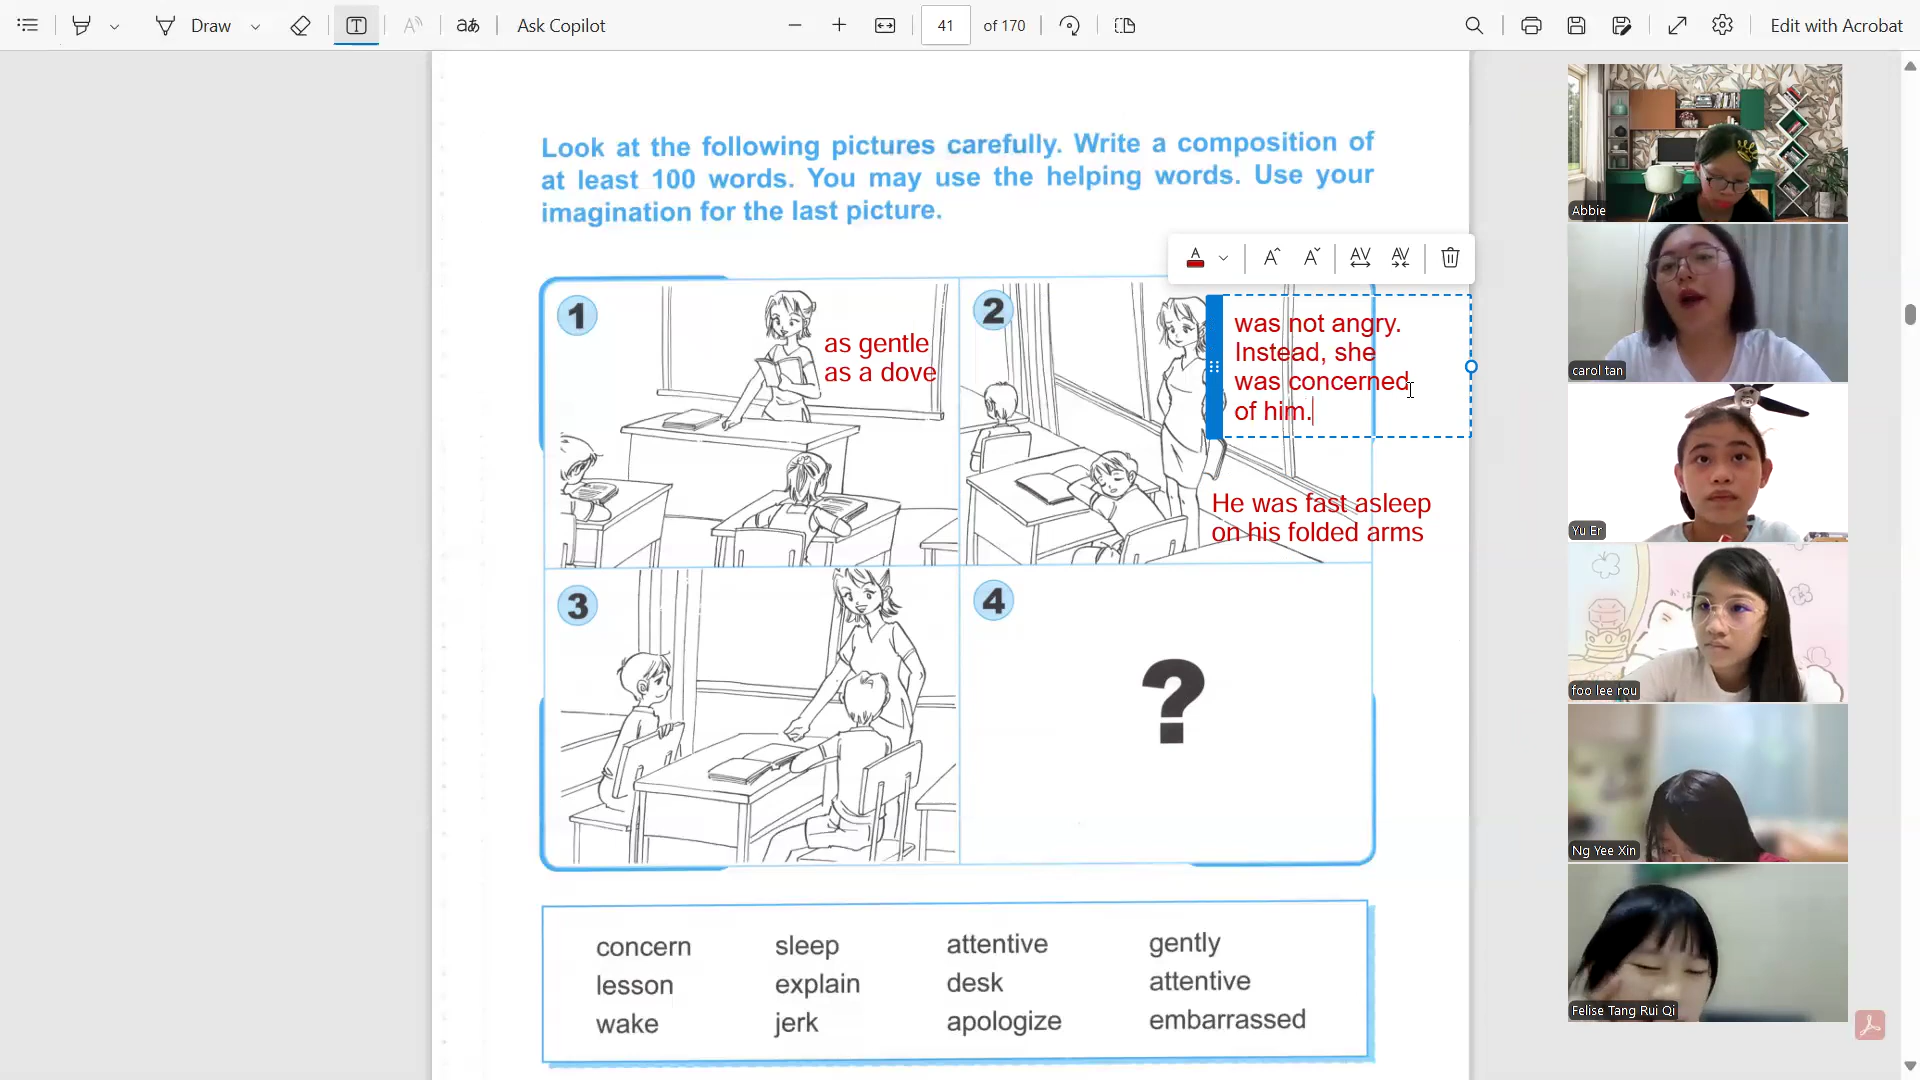 Draw
Ask Copilot
41
of 170
Edit with Acrobat
Look at the following pictures carefully. Write a composition of
at least 100 words. You may use the helping words. Use your
imagination for the last picture.
1
as gentle
as a dove
2
was not angry.
Instead, she
was concerned
of him.
He was fast asleep
on his folded arms
3
4
?
concern sleep attentive gently
lesson explain desk attentive
wake jerk apologize embarrassed
Abbie
carol tan
Yu Er
foo lee rou
Ng Yee Xin
Felise Tang Rui Qi